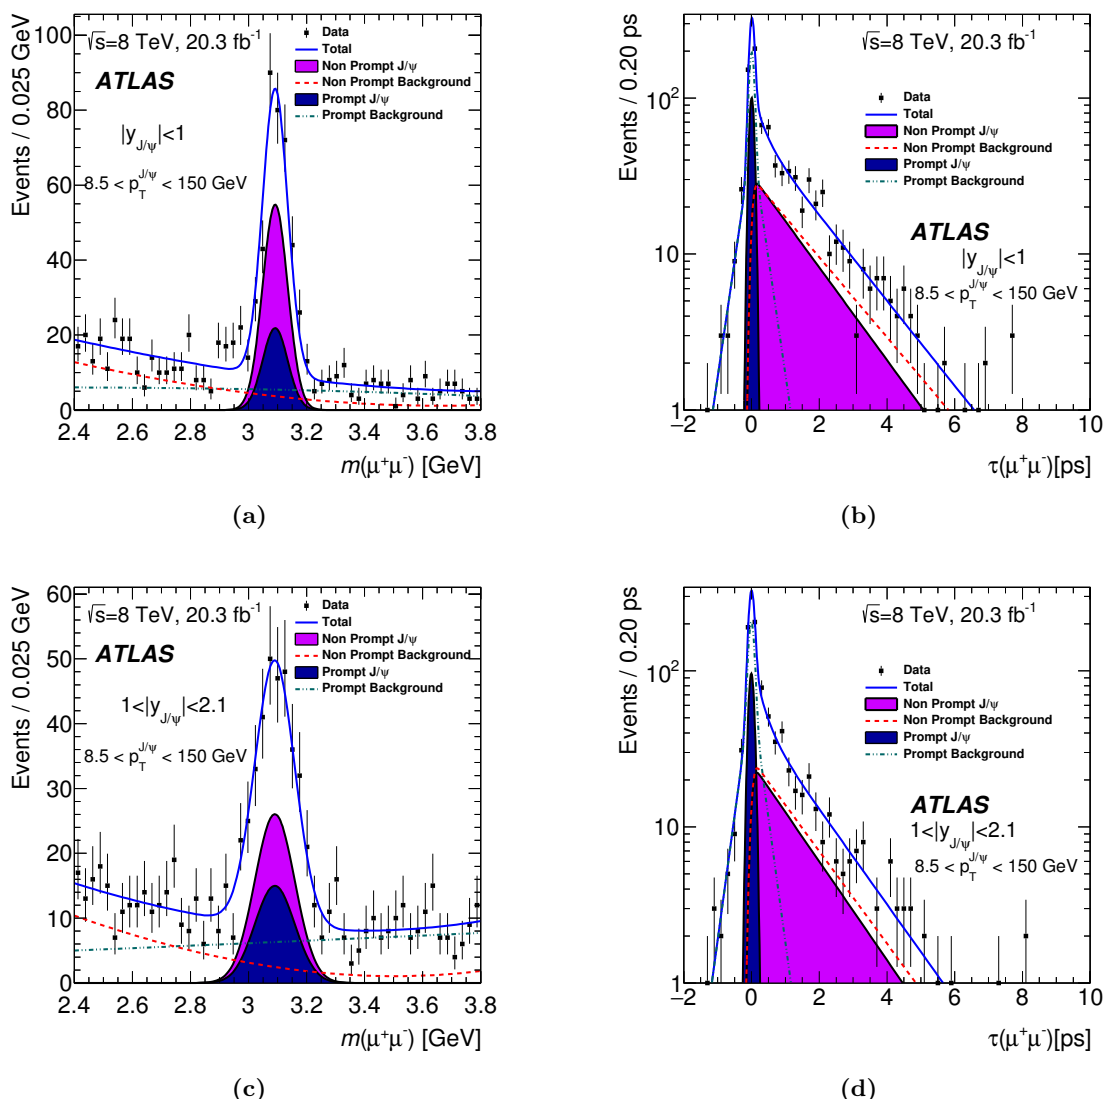 Events / 0.025 GeV
100
80
60
40
20
0
2.4 2.6 2.8 3 3.2 3.4 3.6 3.8
m(μ⁺μ⁻) [GeV]
√s=8 TeV, 20.3 fb⁻¹
ATLAS
|y_J/ψ|<1
8.5 < p_T^J/ψ < 150 GeV
Data
Total
Non Prompt J/ψ
Non Prompt Background
Prompt J/ψ
Prompt Background
(a)
Events / 0.20 ps
10²
10
1
−2 0 2 4 6 8 10
τ(μ⁺μ⁻)[ps]
√s=8 TeV, 20.3 fb⁻¹
Data
Total
Non Prompt J/ψ
Non Prompt Background
Prompt J/ψ
Prompt Background
ATLAS
|y_J/ψ|<1
8.5 < p_T^J/ψ < 150 GeV
(b)
Events / 0.025 GeV
60
50
40
30
20
10
0
2.4 2.6 2.8 3 3.2 3.4 3.6 3.8
m(μ⁺μ⁻) [GeV]
√s=8 TeV, 20.3 fb⁻¹
ATLAS
1<|y_J/ψ|<2.1
8.5 < p_T^J/ψ < 150 GeV
Data
Total
Non Prompt J/ψ
Non Prompt Background
Prompt J/ψ
Prompt Background
(c)
Events / 0.20 ps
10²
10
1
−2 0 2 4 6 8 10
τ(μ⁺μ⁻)[ps]
√s=8 TeV, 20.3 fb⁻¹
Data
Total
Non Prompt J/ψ
Non Prompt Background
Prompt J/ψ
Prompt Background
ATLAS
1<|y_J/ψ|<2.1
8.5 < p_T^J/ψ < 150 GeV
(d)